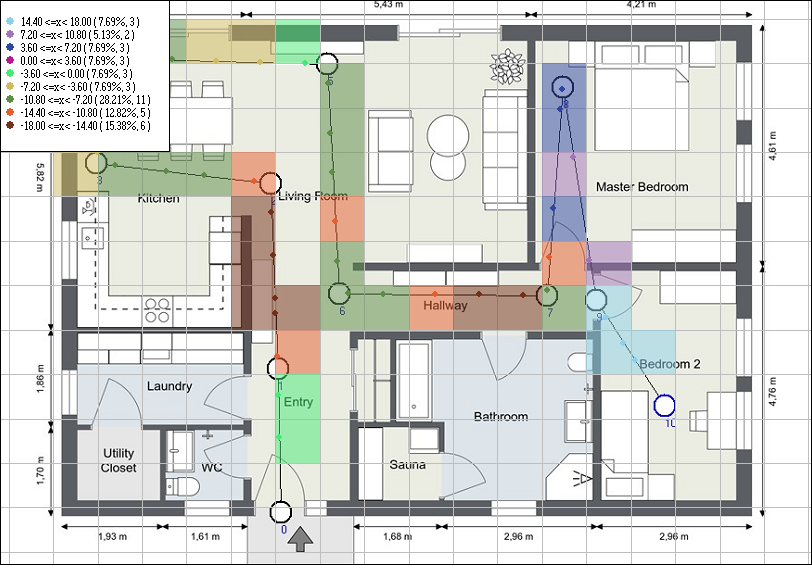 14.40 <=x< 18.00 ( 7.69%, 3 )
7.20 <=x< 10.80 ( 5.13%, 2 )
3.60 <=x< 7.20 ( 7.69%, 3 )
0.00 <=x< 3.60 ( 7.69%, 3 )
-3.60 <=x< 0.00 ( 7.69%, 3 )
-7.20 <=x< -3.60 ( 7.69%, 3 )
-10.80 <=x< -7.20 ( 28.21%, 11 )
-14.40 <=x< -10.80 ( 12.82%, 5 )
-18.00 <=x< -14.40 ( 15.38%, 6 )
5,43 m
4,21 m
4,61 m
8
5,82 m
3
Kitchen
Living Room
Master Bedroom
6
Hallway
7
9
1,86 m
Laundry
1
Entry
Bedroom 2
4,76 m
10
Bathroom
1,70 m
Utility
Closet
WC
Sauna
0
1,93 m
1,61 m
1,68 m
2,96 m
2,96 m